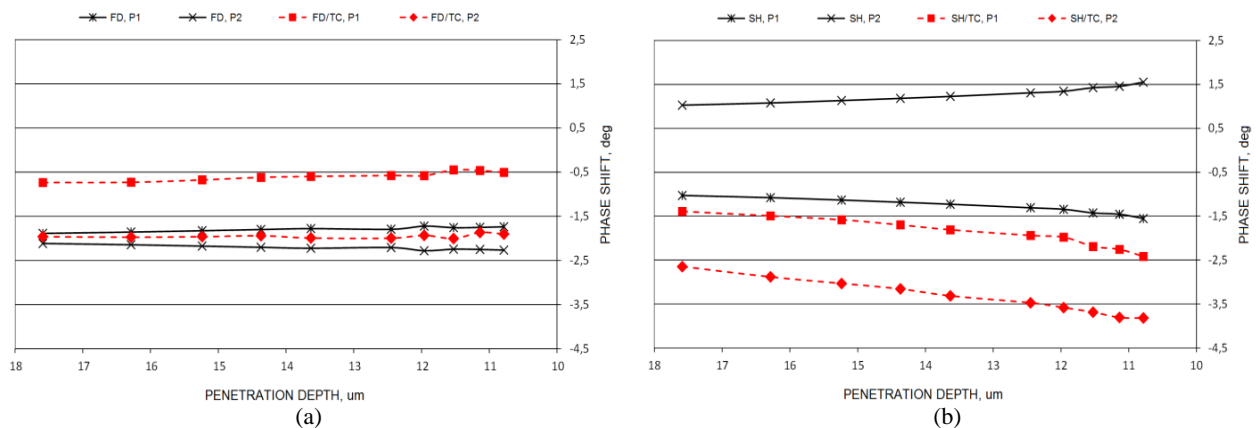 FD, P1 FD, P2 FD/TC, P1 FD/TC, P2
2,5
1,5
0,5
-0,5
-1,5
-2,5
-3,5
-4,5
PHASE SHIFT, deg
18 17 16 15 14 13 12 11 10
PENETRATION DEPTH, um
(a)
SH, P1 SH, P2 SH/TC, P1 SH/TC, P2
2,5
1,5
0,5
-0,5
-1,5
-2,5
-3,5
-4,5
PHASE SHIFT, deg
18 17 16 15 14 13 12 11 10
PENETRATION DEPTH, um
(b)